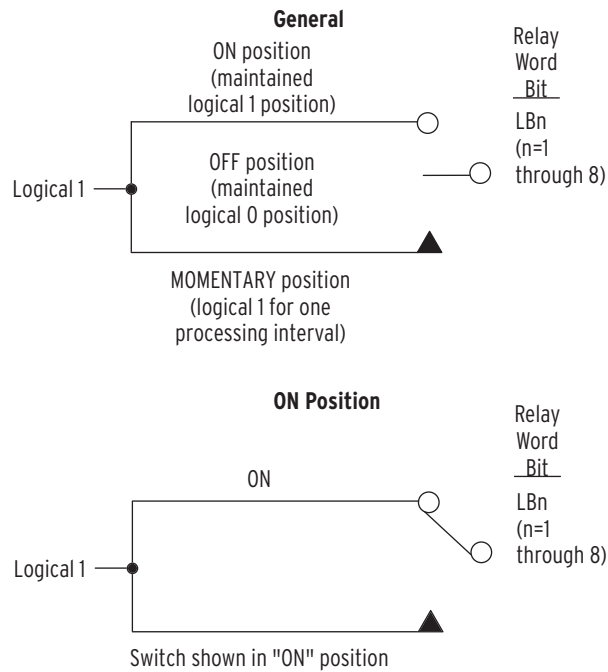 General
ON position
(maintained
logical 1 position)
Relay
Word
Bit
LBn
(n=1
through 8)
Logical 1
OFF position
(maintained
logical 0 position)
MOMENTARY position
(logical 1 for one
processing interval)
ON Position
Relay
Word
Bit
LBn
(n=1
through 8)
ON
Logical 1
Switch shown in "ON" position